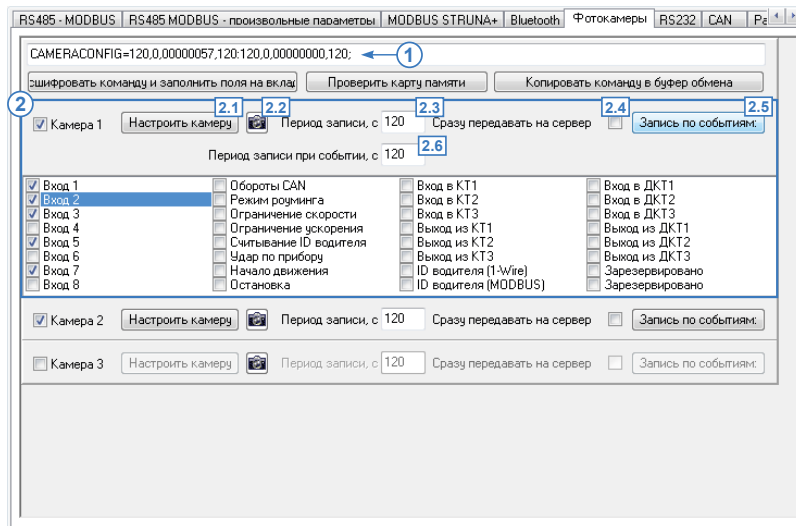 RS485 - MODBUS RS485 MODBUS - произвольные параметры MODBUS STRUNA+ Bluetooth Фотокамеры RS232 CAN
CAMERACONFIG=120,0,00000057,120:120,0,00000000,120; 1
сшифровать команду и заполнить поля на вклад Проверить карту памяти Копировать команду в буфер обмена
2 2.1 2.2 2.3 2.4 2.5
Камера 1 Настроить камеру Период записи, с 120 Сразу передавать на сервер Запись по событиям:
Период записи при событии, с 120 2.6
Вход 1 Обороты CAN Вход в КТ1 Вход в ДКТ1
Вход 2 Режим роуминга Вход в КТ2 Вход в ДКТ2
Вход 3 Ограничение скорости Вход в КТ3 Вход в ДКТ3
Вход 4 Ограничение ускорения Выход из КТ1 Выход из ДКТ1
Вход 5 Считывание ID водителя Выход из КТ2 Выход из ДКТ2
Вход 6 Удар по прибору Выход из КТ3 Выход из ДКТ3
Вход 7 Начало движения ID водителя (1-Wire) Зарезервировано
Вход 8 Остановка ID водителя (MODBUS) Зарезервировано
Камера 2 Настроить камеру Период записи, с 120 Сразу передавать на сервер Запись по событиям:
Камера 3 Настроить камеру Период записи, с 120 Сразу передавать на сервер Запись по событиям: